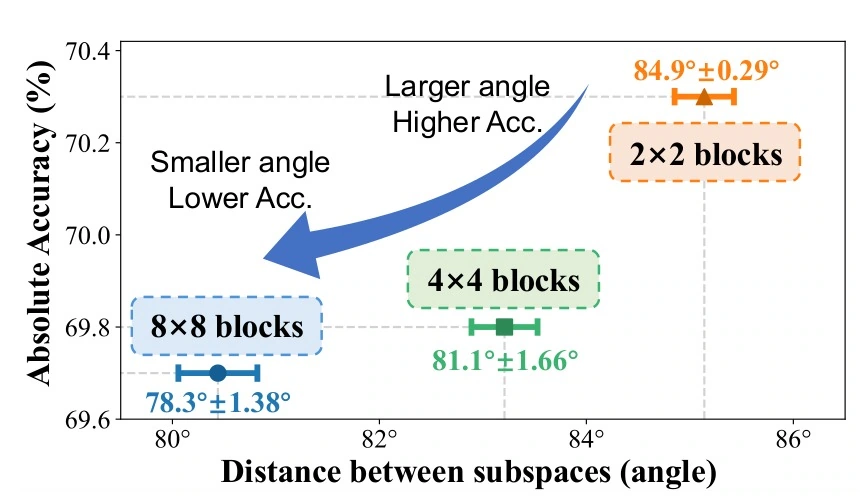 70.4
70.2
70.0
69.8
69.6
Absolute Accuracy (%)
84.9°±0.29°
Larger angle
Higher Acc.
2×2 blocks
Smaller angle
Lower Acc.
4×4 blocks
8×8 blocks
81.1°±1.66°
78.3°±1.38°
80°
82°
84°
86°
Distance between subspaces (angle)